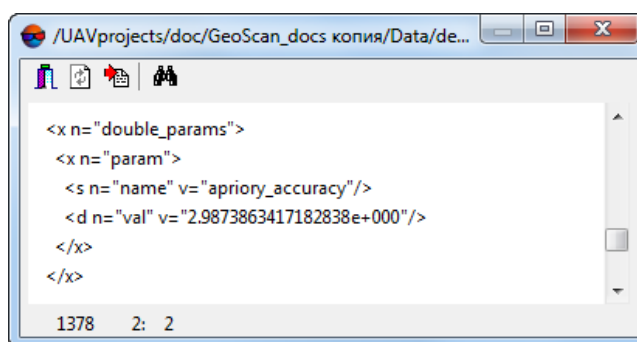 /UAVprojects/doc/GeoScan_docs копия/Data/de...
<x n="double_params">
<x n="param">
<s n="name" v="apriory_accuracy"/>
<d n="val" v="2.9873863417182838e+000"/>
</x>
</x>
1378 2: 2